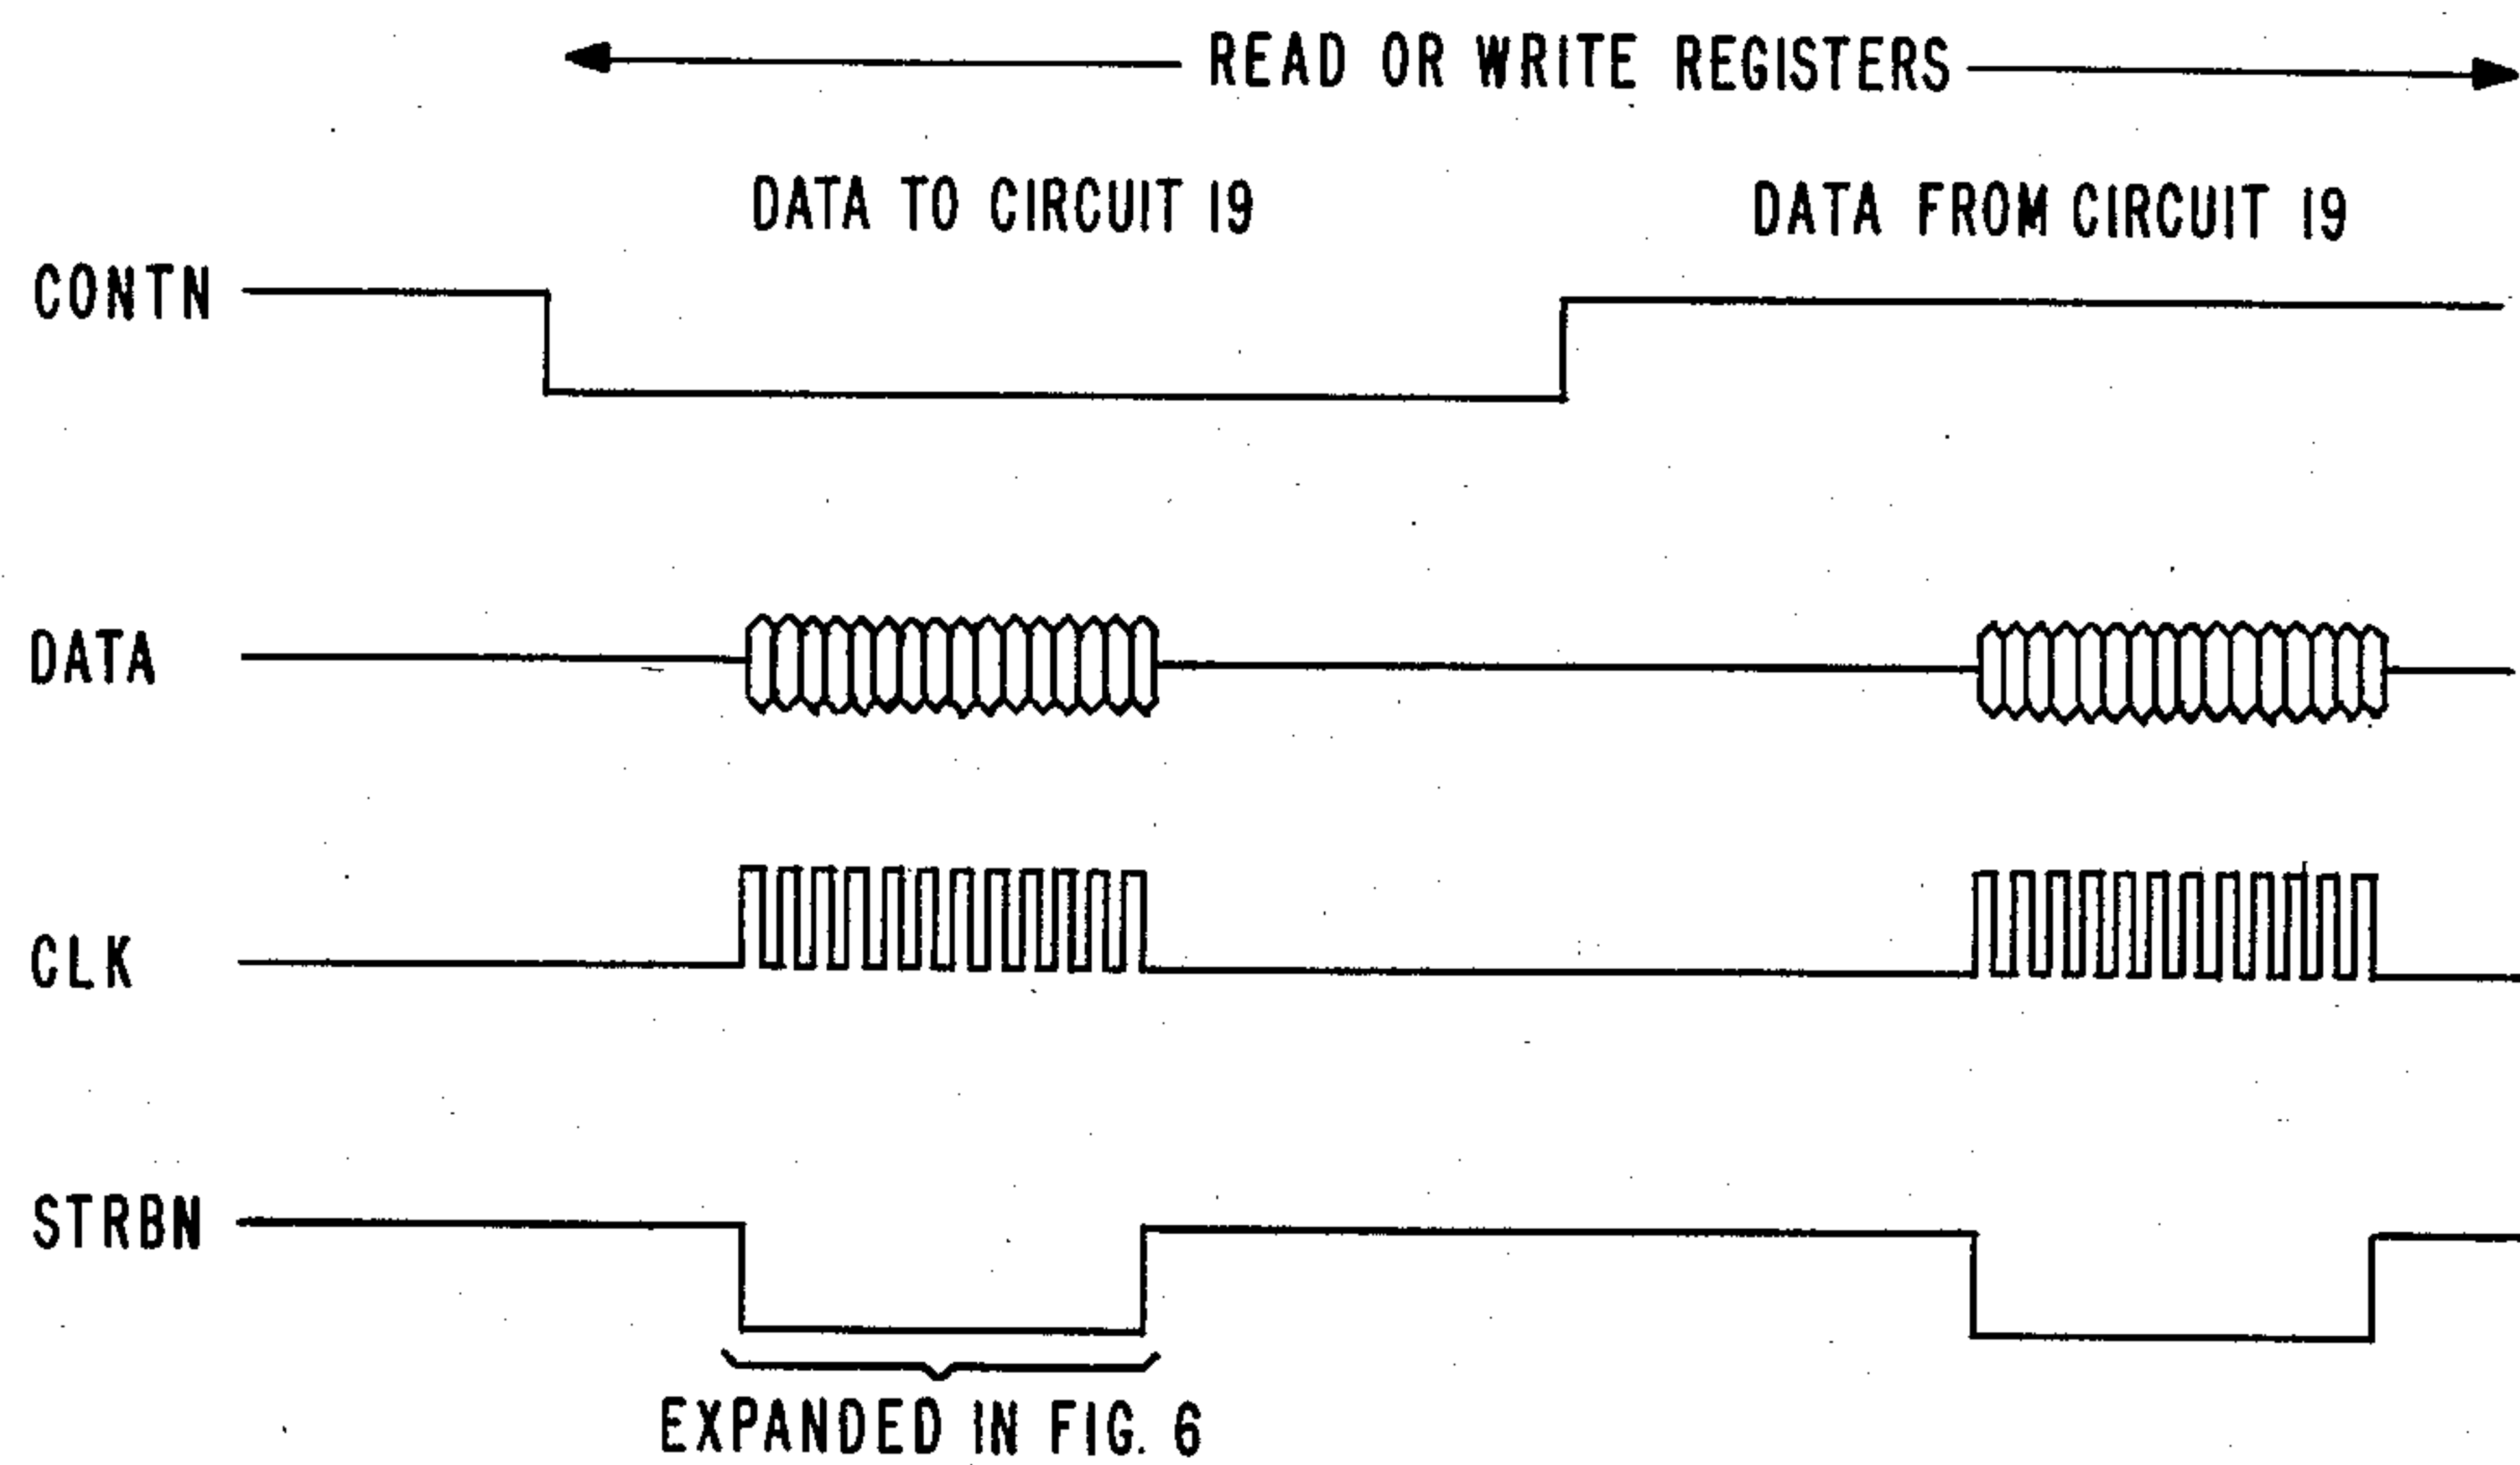 READ OR WRITE REGISTERS
DATA TO CIRCUIT 19
DATA FROM CIRCUIT 19
CONTN
DATA
CLK
STRBN
EXPANDED IN FIG. 6